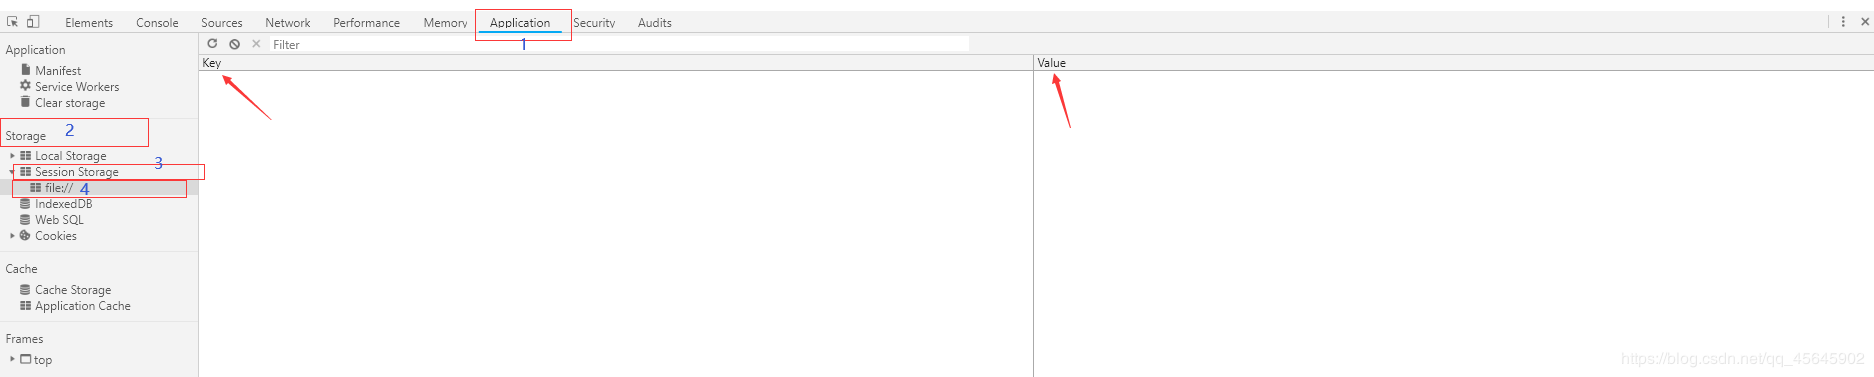 Elements Console Sources Network Performance Memory Application Security Audits
1
Filter
Key Value
Application
Manifest
Service Workers
Clear storage
Storage 2
Local Storage
3
Session Storage
file:// 4
IndexedDB
Web SQL
Cookies
Cache
Cache Storage
Application Cache
Frames
top
https://blog.csdn.net/qq_45645902